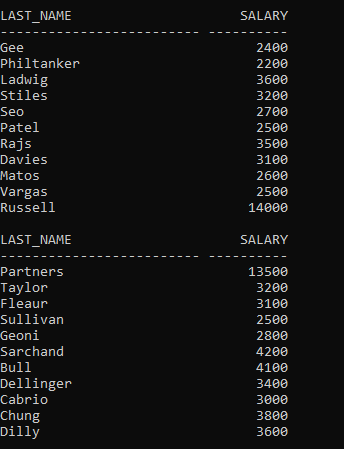 LAST_NAME                     SALARY
------------------------- ----------
Gee                             2400
Philtanker                      2200
Ladwig                          3600
Stiles                          3200
Seo                             2700
Patel                           2500
Rajs                            3500
Davies                          3100
Matos                           2600
Vargas                          2500
Russell                        14000
LAST_NAME                     SALARY
------------------------- ----------
Partners                       13500
Taylor                          3200
Fleaur                          3100
Sullivan                        2500
Geoni                           2800
Sarchand                        4200
Bull                            4100
Dellinger                       3400
Cabrio                          3000
Chung                           3800
Dilly                           3600